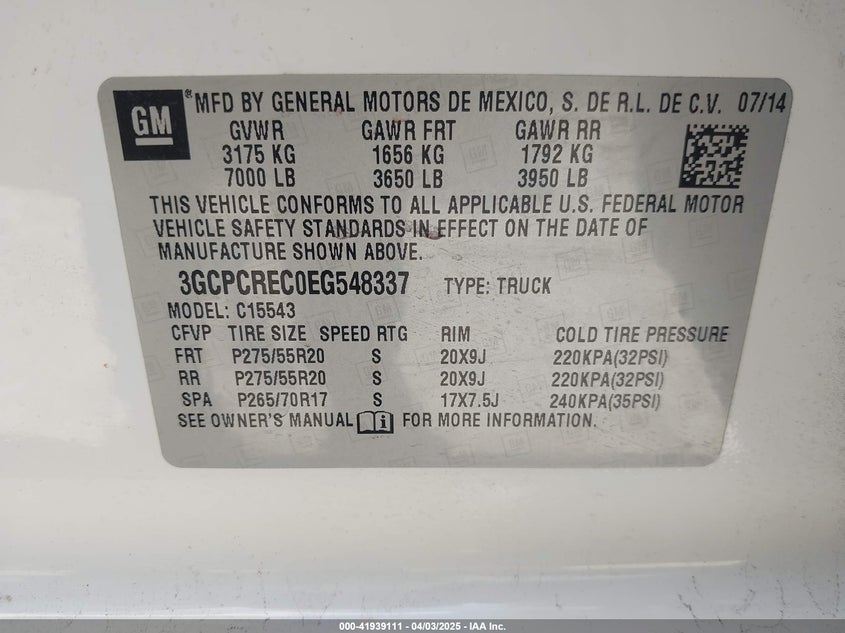 GM ® MFD BY GENERAL MOTORS DE MEXICO, S. DE R.L. DE C.V. 07/14
GVWR GAWR FRT GAWR RR
3175 KG 1656 KG 1792 KG
7000 LB 3650 LB 3950 LB
THIS VEHICLE CONFORMS TO ALL APPLICABLE U.S. FEDERAL MOTOR
VEHICLE SAFETY STANDARDS IN EFFECT ON THE DATE OF
MANUFACTURE SHOWN ABOVE.
3GCPCREC0EG548337 TYPE: TRUCK
MODEL: C15543
CFVP TIRE SIZE SPEED RTG RIM COLD TIRE PRESSURE
FRT P275/55R20 S 20X9J 220KPA(32PSI)
RR P275/55R20 S 20X9J 220KPA(32PSI)
SPA P265/70R17 S 17X7.5J 240KPA(35PSI)
SEE OWNER'S MANUAL FOR MORE INFORMATION.
000-41939111 - 04/03/2025 - IAA Inc.